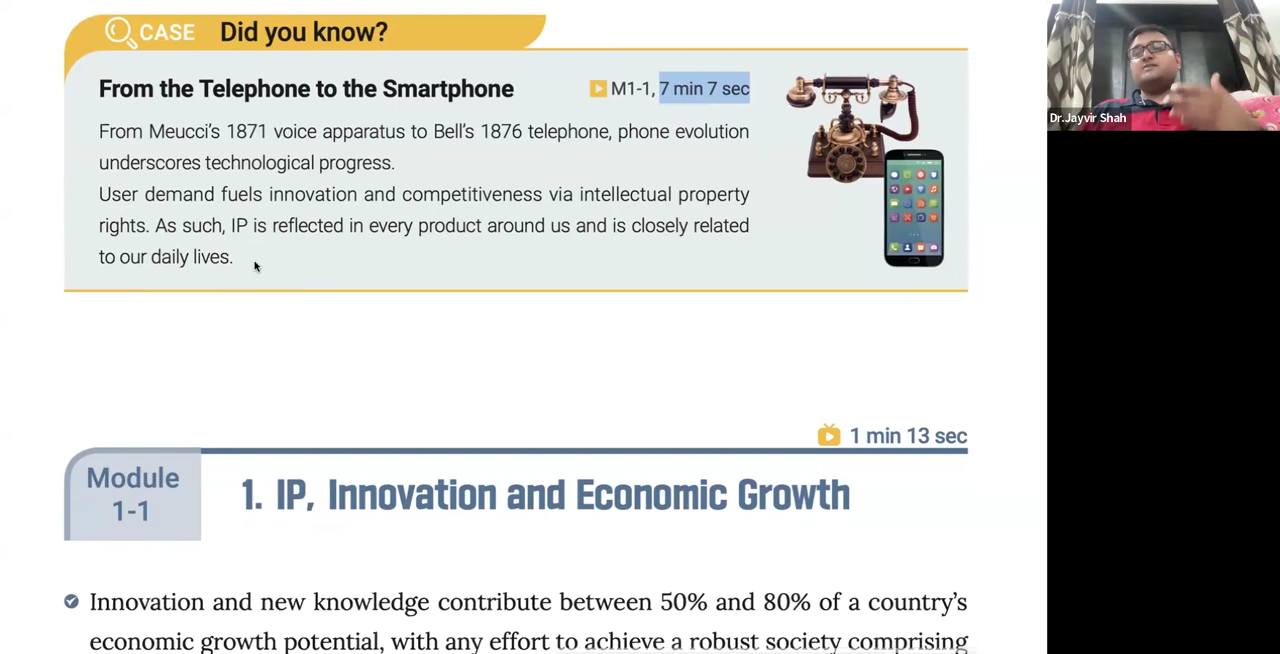 CASE Did you know?
From the Telephone to the Smartphone
M1-1, 7 min 7 sec
From Meucci's 1871 voice apparatus to Bell's 1876 telephone, phone evolution
underscores technological progress.
User demand fuels innovation and competitiveness via intellectual property
rights. As such, IP is reflected in every product around us and is closely related
to our daily lives.
Dr.Jayvir Shah
1 min 13 sec
Module
1-1
1. IP, Innovation and Economic Growth
Innovation and new knowledge contribute between 50% and 80% of a country's
economic growth potential, with any effort to achieve a robust society comprising